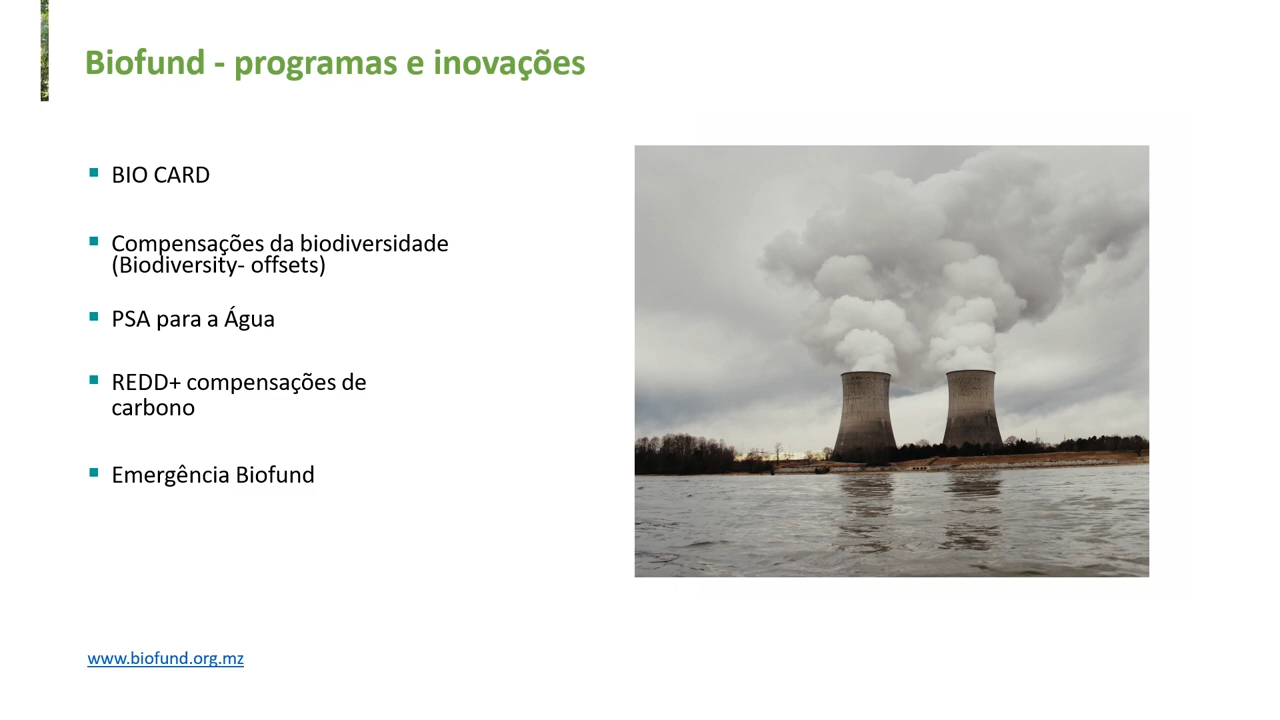 Biofund - programas e inovações
BIO CARD
Compensações da biodiversidade
(Biodiversity- offsets)
PSA para a Água
REDD+ compensações de
carbono
Emergência Biofund
www.biofund.org.mz